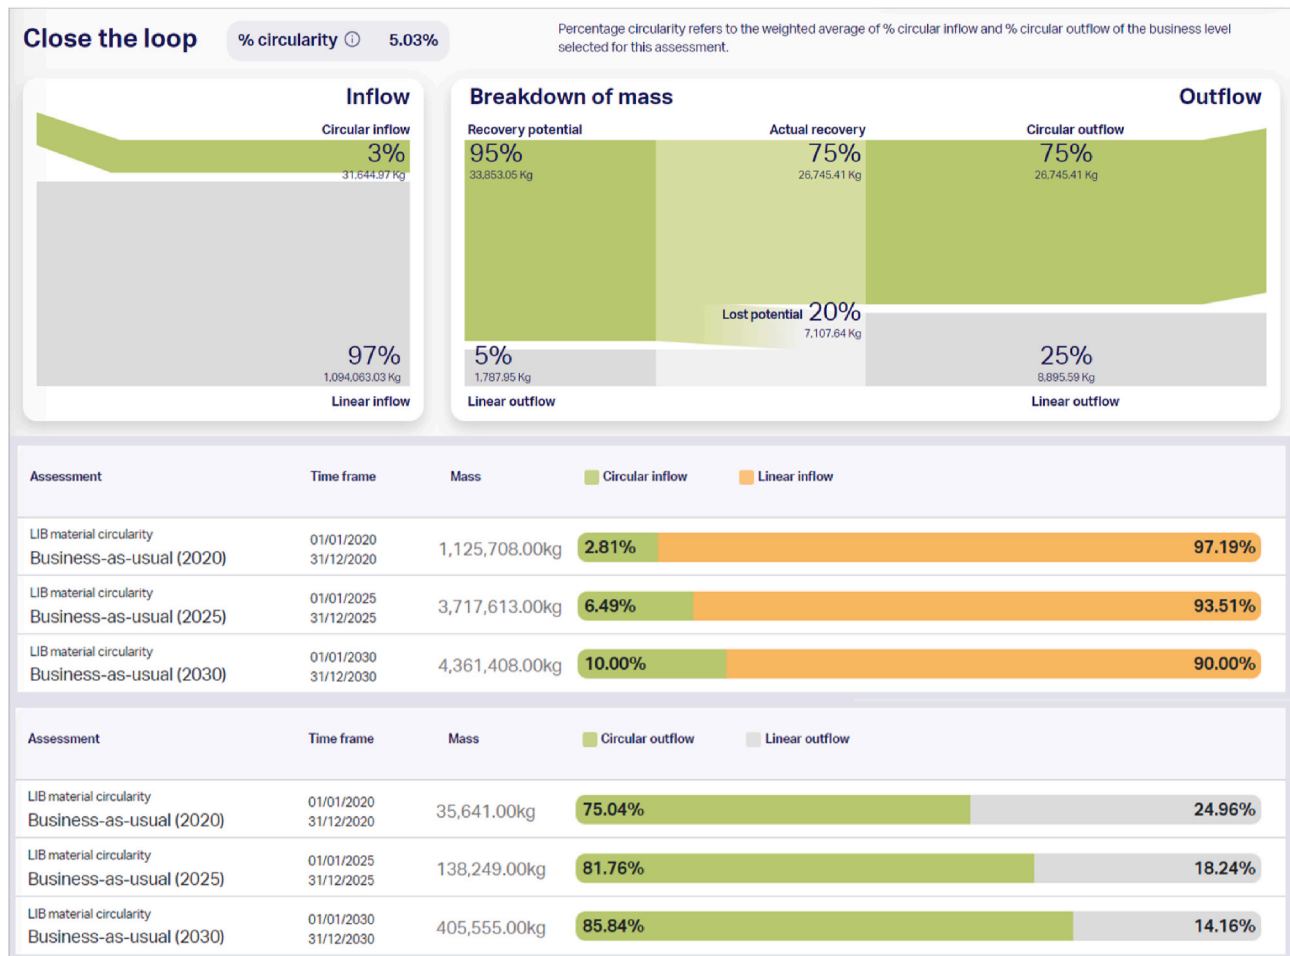 Close the loop
% circularity ⓘ 5.03%
Percentage circularity refers to the weighted average of % circular inflow and % circular outflow of the business level
selected for this assessment.
Inflow
Circular inflow
3%
31,644.97 Kg
97%
1,094,063.03 Kg
Linear inflow
Breakdown of mass
Outflow
Recovery potential
95%
33,853.05 Kg
Actual recovery
75%
26,745.41 Kg
Circular outflow
75%
26,745.41 Kg
Lost potential 20%
7,107.64 Kg
5%
1,787.95 Kg
Linear outflow
25%
8,895.59 Kg
Linear outflow
Assessment Time frame Mass Circular inflow Linear inflow
LIB material circularity
Business-as-usual (2020)
01/01/2020
31/12/2020
1,125,708.00kg
2.81% 97.19%
LIB material circularity
Business-as-usual (2025)
01/01/2025
31/12/2025
3,717,613.00kg
6.49% 93.51%
LIB material circularity
Business-as-usual (2030)
01/01/2030
31/12/2030
4,361,408.00kg
10.00% 90.00%
Assessment Time frame Mass Circular outflow Linear outflow
LIB material circularity
Business-as-usual (2020)
01/01/2020
31/12/2020
35,641.00kg
75.04% 24.96%
LIB material circularity
Business-as-usual (2025)
01/01/2025
31/12/2025
138,249.00kg
81.76% 18.24%
LIB material circularity
Business-as-usual (2030)
01/01/2030
31/12/2030
405,555.00kg
85.84% 14.16%